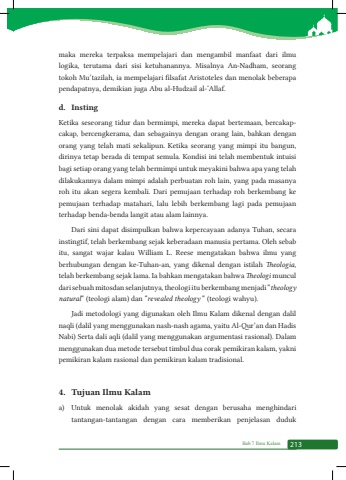 maka mereka terpaksa mempelajari dan mengambil manfaat dari ilmu
logika, terutama dari sisi ketuhanannya. Misalnya An-Nadham, seorang
tokoh Mu'tazilah, ia mempelajari filsafat Aristoteles dan menolak beberapa
pendapatnya, demikian juga Abu al-Hudzail al-'Allaf.
d. Insting
Ketika seseorang tidur dan bermimpi, mereka dapat bertemaan, bercakap-
cakap, bercengkerama, dan sebagainya dengan orang lain, bahkan dengan
orang yang telah mati sekalipun. Ketika seorang yang mimpi itu bangun,
dirinya tetap berada di tempat semula. Kondisi ini telah membentuk intuisi
bagi setiap orang yang telah bermimpi untuk meyakini bahwa apa yang telah
dilakukannya dalam mimpi adalah perbuatan roh lain, yang pada masanya
roh itu akan segera kembali. Dari pemujaan terhadap roh berkembang ke
pemujaan terhadap matahari, lalu lebih berkembang lagi pada pemujaan
terhadap benda-benda langit atau alam lainnya.
Dari sini dapat disimpulkan bahwa kepercayaan adanya Tuhan, secara
instingtif, telah berkembang sejak keberadaan manusia pertama. Oleh sebab
itu, sangat wajar kalau William L. Reese mengatakan bahwa ilmu yang
berhubungan dengan ke-Tuhan-an, yang dikenal dengan istilah Theologia,
telah berkembang sejak lama. Ia bahkan mengatakan bahwa Theologi muncul
dari sebuah mitos dan selanjutnya, theologi itu berkembang menjadi "theology
natural" (teologi alam) dan "revealed theology" (teologi wahyu).
Jadi metodologi yang digunakan oleh Ilmu Kalam dikenal dengan dalil
naqli (dalil yang menggunakan nash-nash agama, yaitu Al-Qur'an dan Hadis
Nabi) Serta dali aqli (dalil yang menggunakan argumentasi rasional). Dalam
menggunakan dua metode tersebut timbul dua corak pemikiran kalam, yakni
pemikiran kalam rasional dan pemikiran kalam tradisional.
4. Tujuan Ilmu Kalam
a) Untuk menolak akidah yang sesat dengan berusaha menghindari
tantangan-tantangan dengan cara memberikan penjelasan duduk
Bab 7 Ilmu Kalam 213